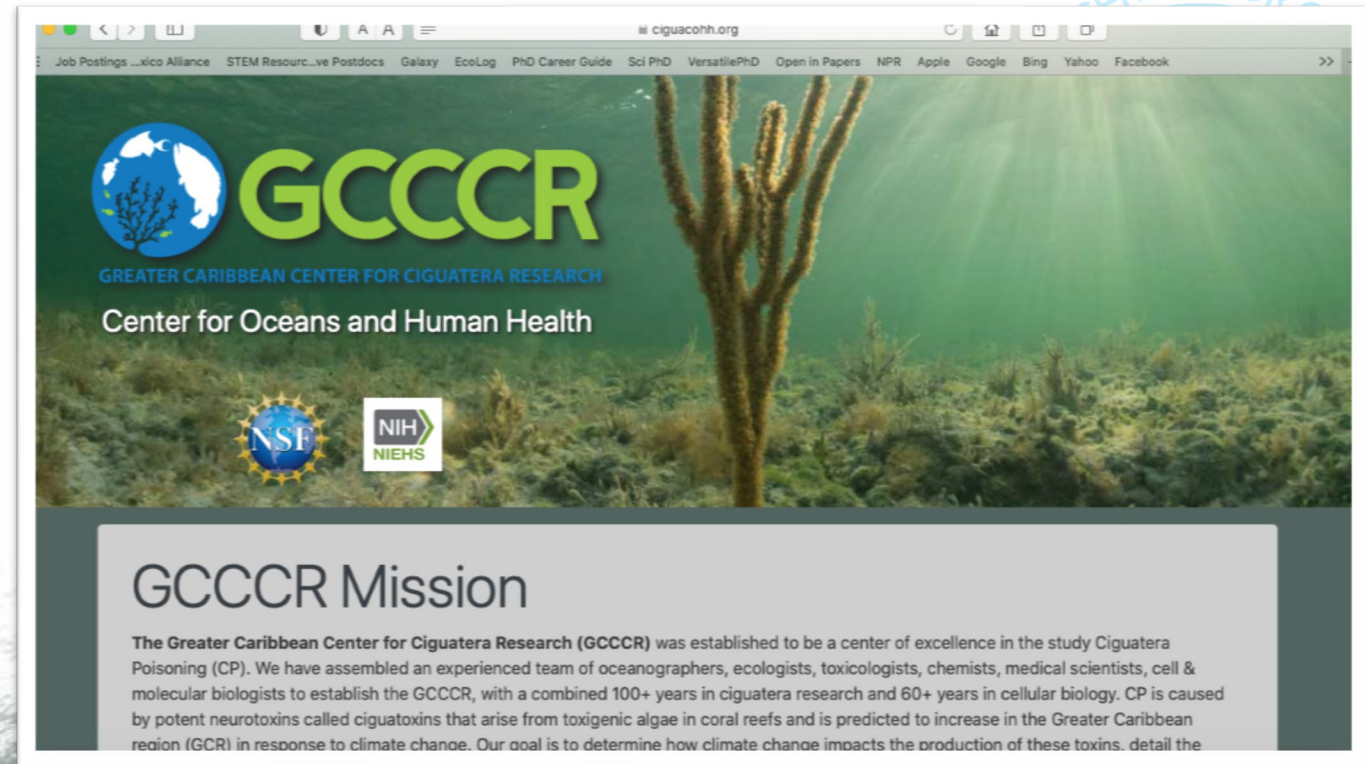 ciguacohh.org
Job Postings ...xico Alliance STEM Resourc...ve Postdocs Galaxy EcoLog PhD Career Guide Sci PhD VersatilePhD Open in Papers NPR Apple Google Bing Yahoo Facebook >>
GCCCR
GREATER CARIBBEAN CENTER FOR CIGUATERA RESEARCH
Center for Oceans and Human Health
NSF
NIH
NIEHS
GCCCR Mission
The Greater Caribbean Center for Ciguatera Research (GCCCR) was established to be a center of excellence in the study Ciguatera
Poisoning (CP). We have assembled an experienced team of oceanographers, ecologists, toxicologists, chemists, medical scientists, cell &
molecular biologists to establish the GCCCR, with a combined 100+ years in ciguatera research and 60+ years in cellular biology. CP is caused
by potent neurotoxins called ciguatoxins that arise from toxigenic algae in coral reefs and is predicted to increase in the Greater Caribbean
region (GCR) in response to climate change. Our goal is to determine how climate change impacts the production of these toxins, detail the